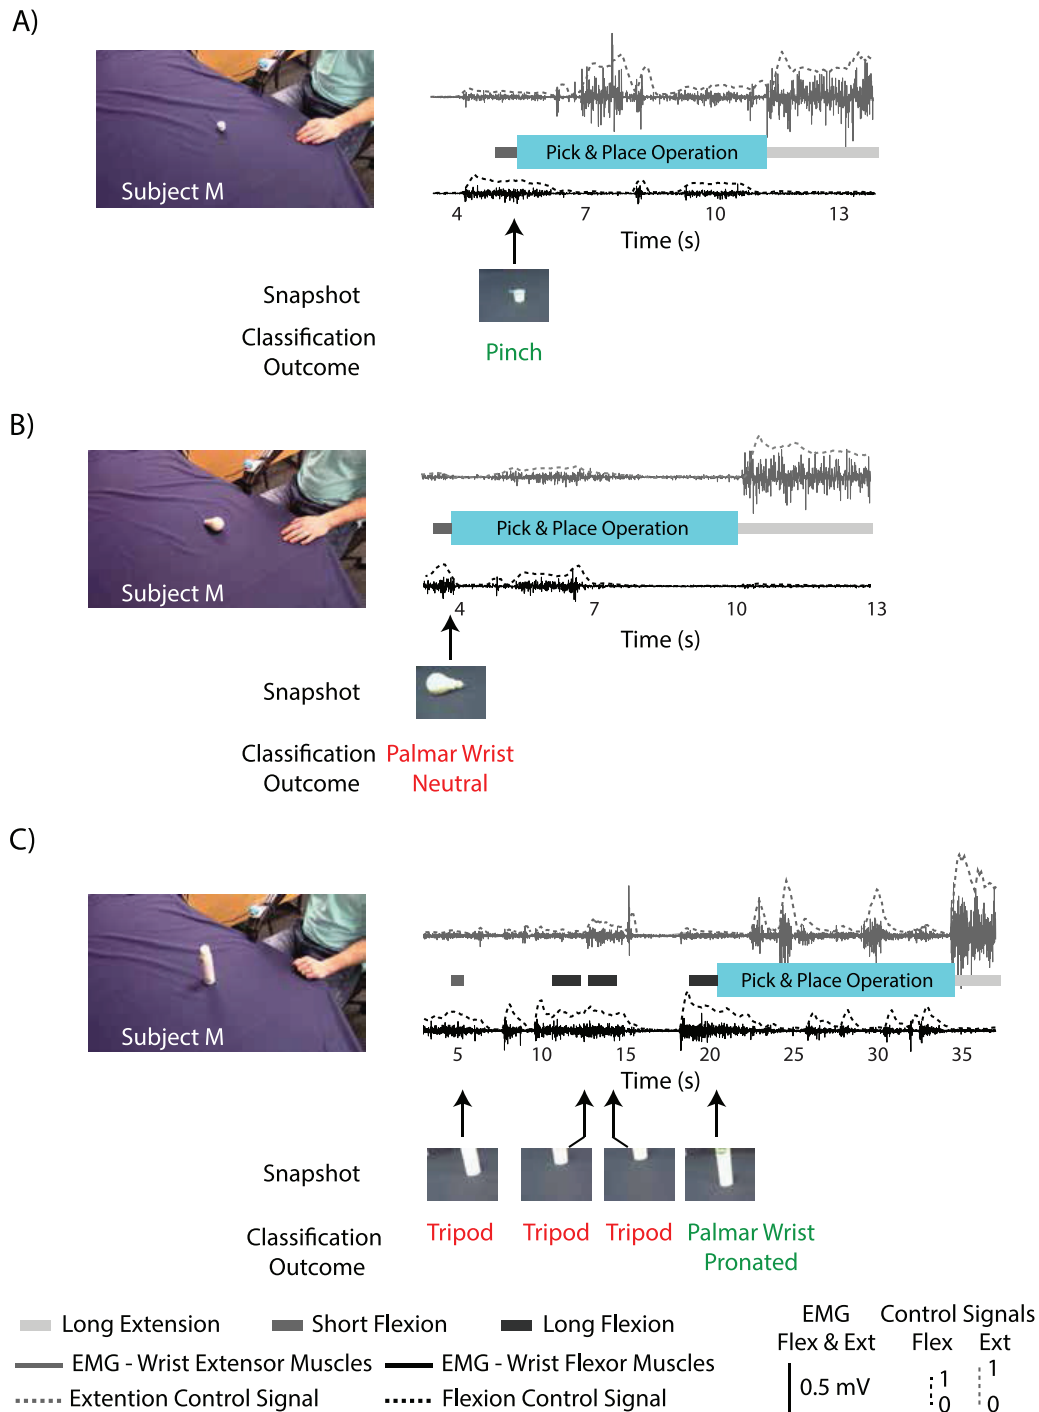 A)
Subject M
Pick & Place Operation
4 7 10 13
Time (s)
Snapshot
Classification
Outcome
Pinch
B)
Subject M
Pick & Place Operation
4 7 10 13
Time (s)
Snapshot
Classification
Outcome
Palmar Wrist
Neutral
C)
Subject M
Pick & Place Operation
5 10 15 20 25 30 35
Time (s)
Snapshot
Classification
Outcome
Tripod Tripod Tripod Palmar Wrist
Pronated
Long Extension Short Flexion Long Flexion
EMG - Wrist Extensor Muscles EMG - Wrist Flexor Muscles
Extention Control Signal Flexion Control Signal
EMG Control Signals
Flex & Ext Flex Ext
0.5 mV 1 0 1 0